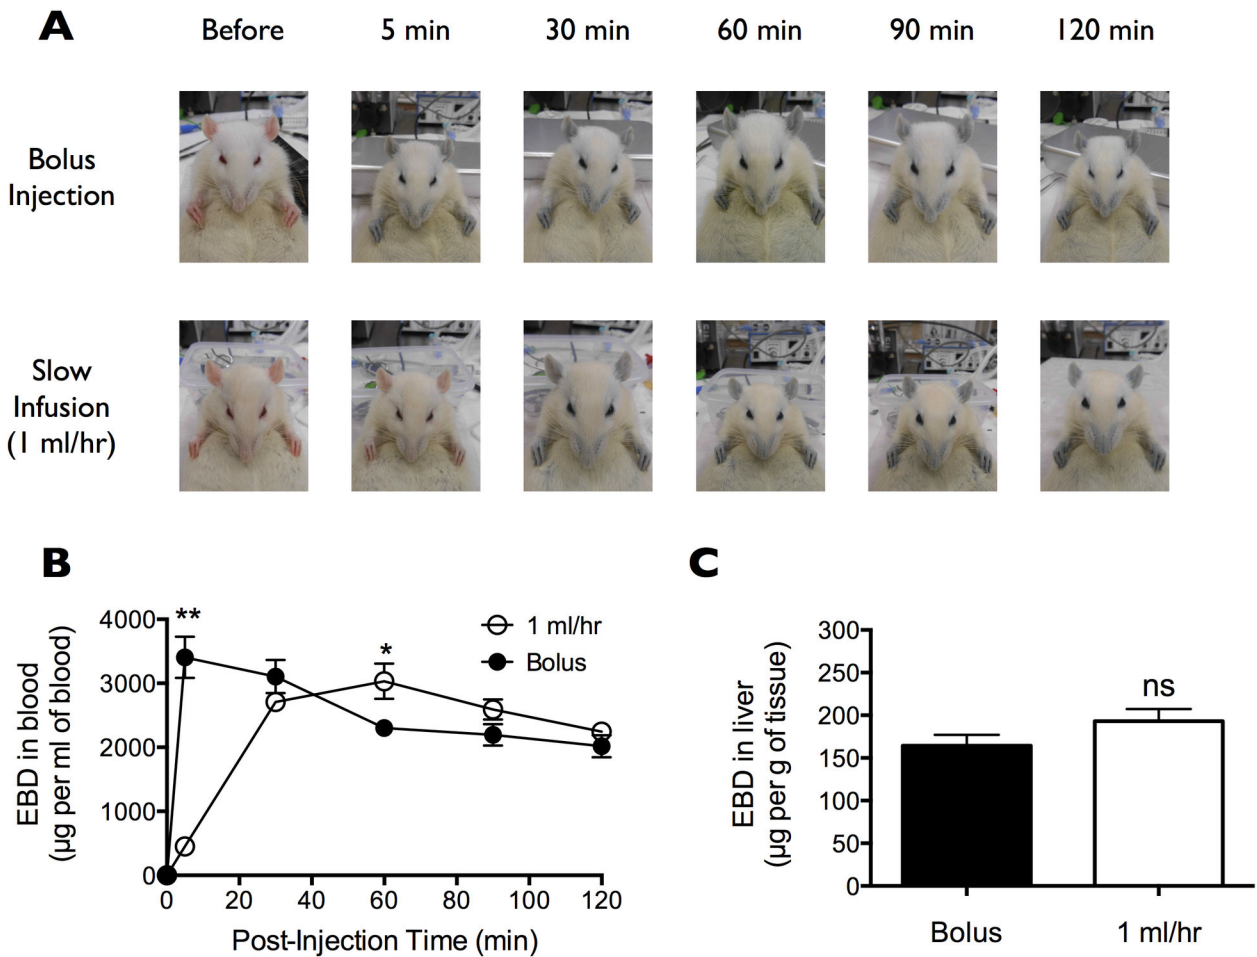 A
Before 5 min 30 min 60 min 90 min 120 min
Bolus
Injection
Slow
Infusion
(1 ml/hr)
B
EBD in blood
(µg per ml of blood)
4000
3000
2000
1000
0
**
*
1 ml/hr
Bolus
0 20 40 60 80 100 120
Post-Injection Time (min)
C
EBD in liver
(µg per g of tissue)
300
250
200
150
100
50
0
ns
Bolus 1 ml/hr